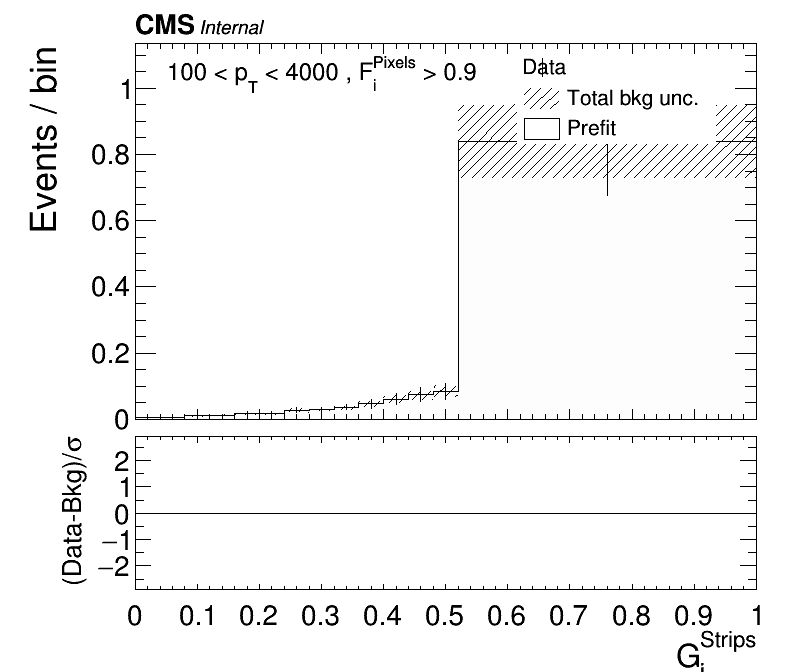 CMS Internal
100 < p_T < 4000 , F_i^Pixels > 0.9
Data
Total bkg unc.
Prefit
Events / bin
1
0.8
0.6
0.4
0.2
0
(Data-Bkg)/σ
2
1
0
−1
−2
0 0.1 0.2 0.3 0.4 0.5 0.6 0.7 0.8 0.9 1
G_i^Strips